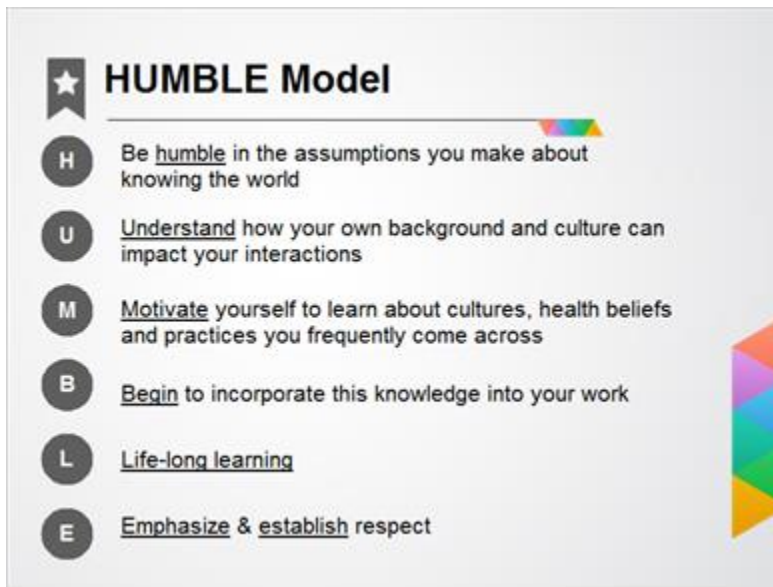 HUMBLE Model
H
Be humble in the assumptions you make about
knowing the world
U
Understand how your own background and culture can
impact your interactions
M
Motivate yourself to learn about cultures, health beliefs
and practices you frequently come across
B
Begin to incorporate this knowledge into your work
L
Life-long learning
E
Emphasize & establish respect